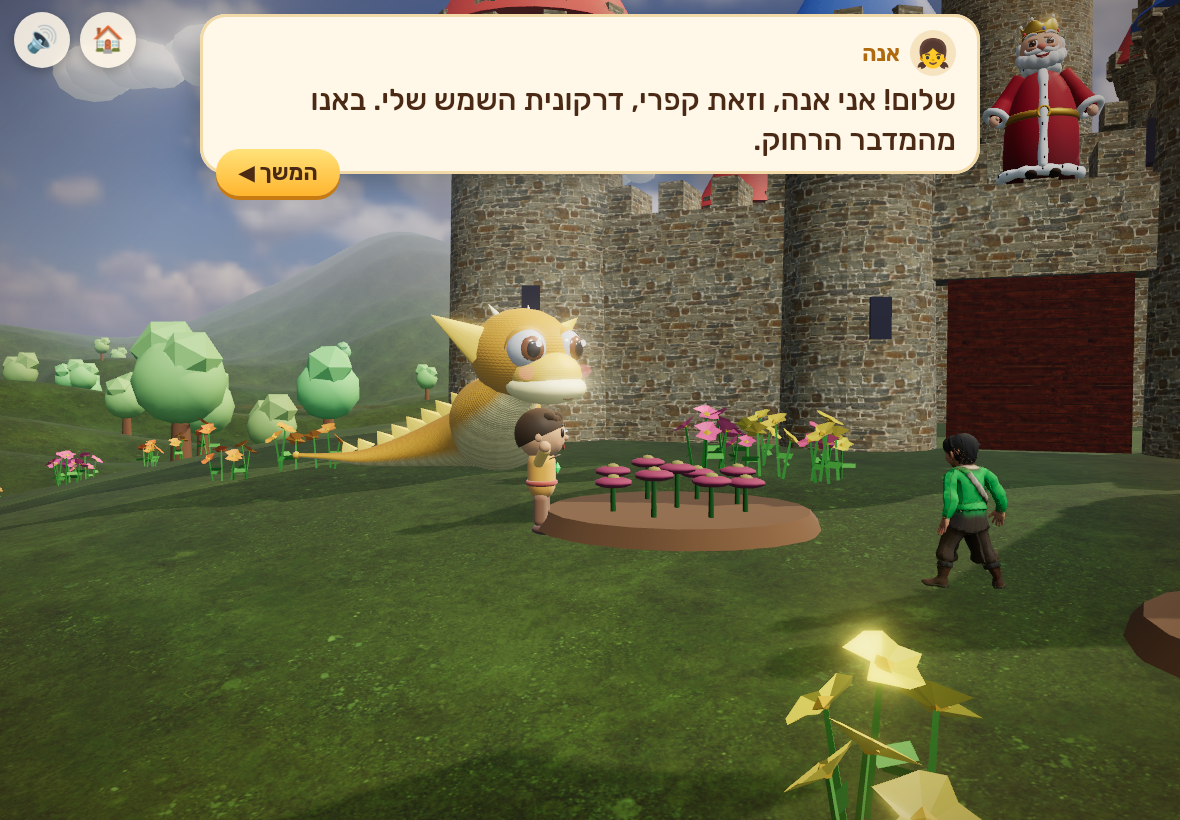 אנה
שלום! אני אנה, וזאת קפרי, דרקונית השמש שלי. באנו
מהמדבר הרחוק.
המשך ◀